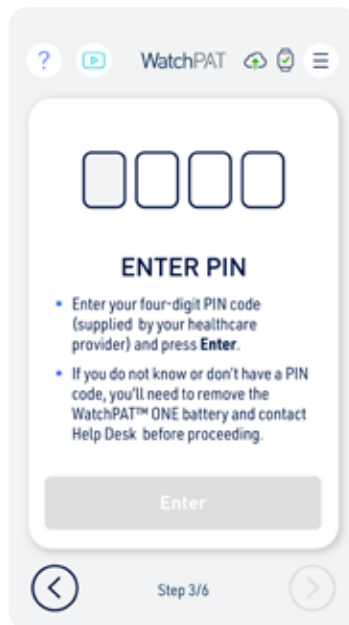 ? WatchPAT
ENTER PIN
Enter your four-digit PIN code
(supplied by your healthcare
provider) and press Enter.
If you do not know or don't have a PIN
code, you'll need to remove the
WatchPAT™ ONE battery and contact
Help Desk before proceeding.
Enter
Step 3/6